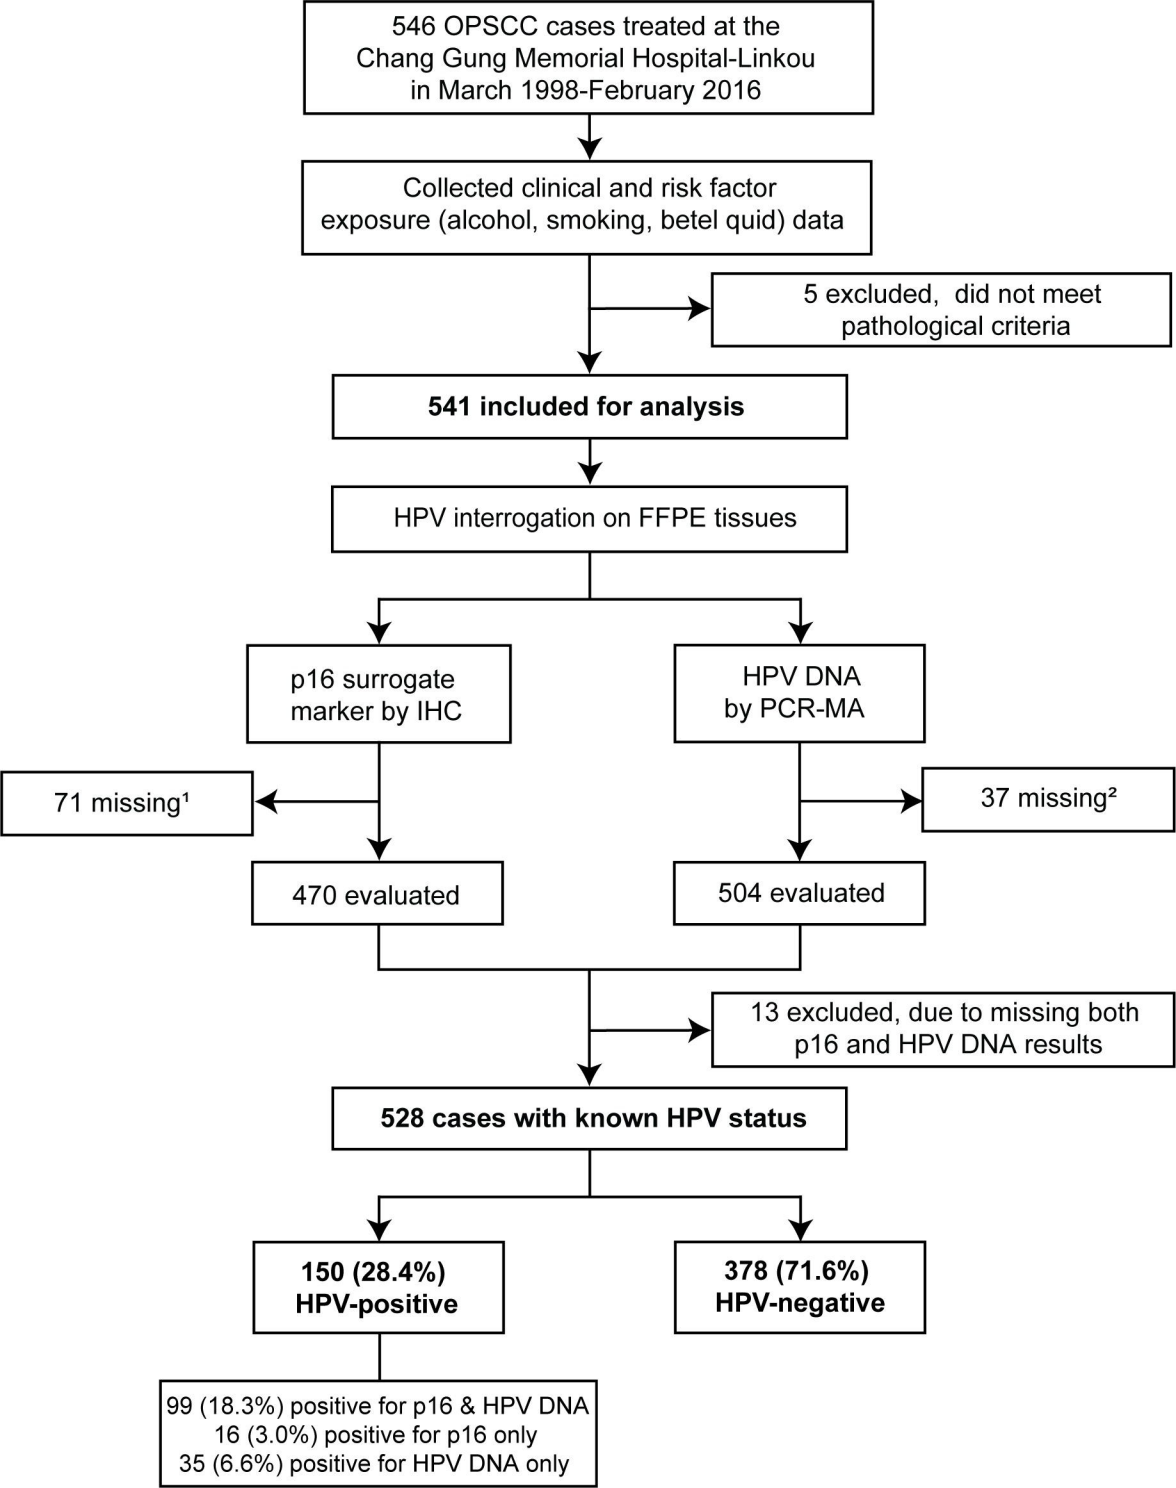 546 OPSCC cases treated at the
Chang Gung Memorial Hospital-Linkou
in March 1998-February 2016
Collected clinical and risk factor
exposure (alcohol, smoking, betel quid) data
5 excluded,  did not meet
pathological criteria
541 included for analysis
HPV interrogation on FFPE tissues
p16 surrogate
marker by IHC
HPV DNA
by PCR-MA
71 missing¹
37 missing²
470 evaluated
504 evaluated
13 excluded, due to missing both
p16 and HPV DNA results
528 cases with known HPV status
150 (28.4%)
HPV-positive
378 (71.6%)
HPV-negative
99 (18.3%) positive for p16 & HPV DNA
16 (3.0%) positive for p16 only
35 (6.6%) positive for HPV DNA only